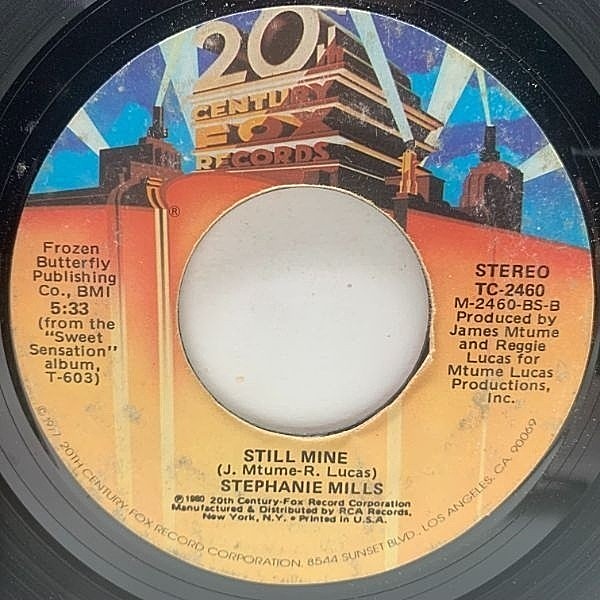 20TH
CENTURY
FOX
RECORDS
®
Frozen
Butterfly
Publishing
Co., BMI
5:33
(from the
"Sweet
Sensation"
album,
T-603)
STEREO
TC-2460
M-2460-BS-B
Produced by
James Mtume
and Reggie
Lucas for
Mtume Lucas
Productions,
Inc.
STILL MINE
(J. Mtume-R. Lucas)
STEPHANIE MILLS
℗ 1980 20th Century-Fox Record Corporation
Manufactured & Distributed by RCA Records,
New York, N.Y. • Printed in U.S.A.
© 1977 20TH CENTURY-FOX RECORD CORPORATION, 8544 SUNSET BLVD., LOS ANGELES, CA. 90069